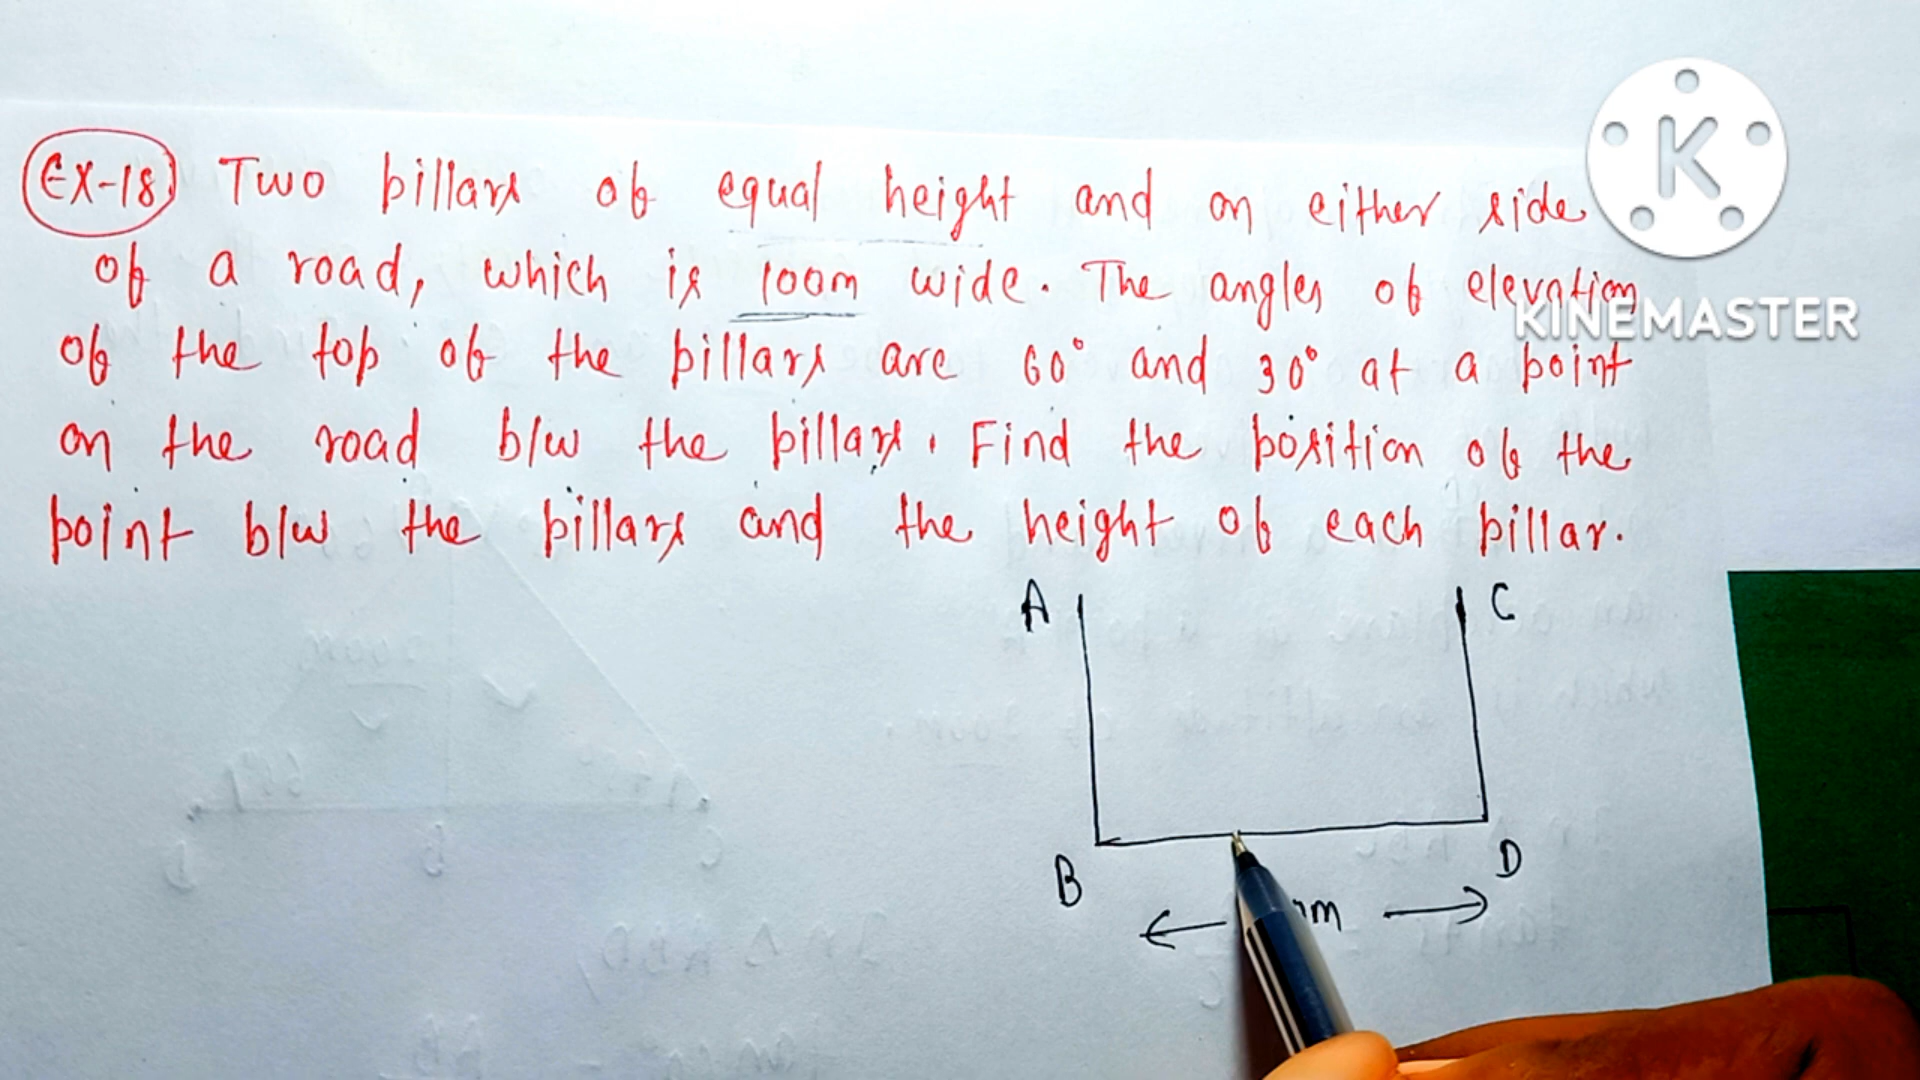 Ex-18 Two pillars of equal height and on either side
of a road, which is 100m wide. The angles of elevation
of the top of the pillars are 60° and 30° at a point
on the road b/w the pillars. Find the position of the
point b/w the pillars and the height of each pillar.
K
KINEMASTER
A C
B D
m